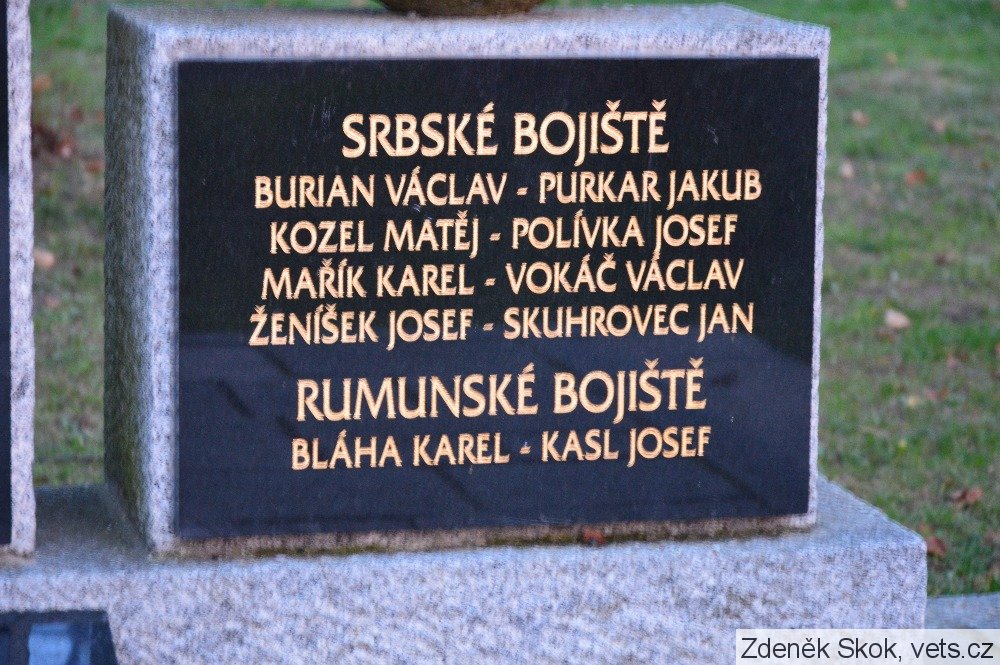 SRBSKÉ BOJIŠTĚ
BURIAN VÁCLAV - PURKAR JAKUB
KOZEL MATĚJ - POLÍVKA JOSEF
MAŘÍK KAREL - VOKÁČ VÁCLAV
ŽENÍŠEK JOSEF - SKUHROVEC JAN
RUMUNSKÉ BOJIŠTĚ
BLÁHA KAREL - KASL JOSEF
Zdeněk Skok, vets.cz